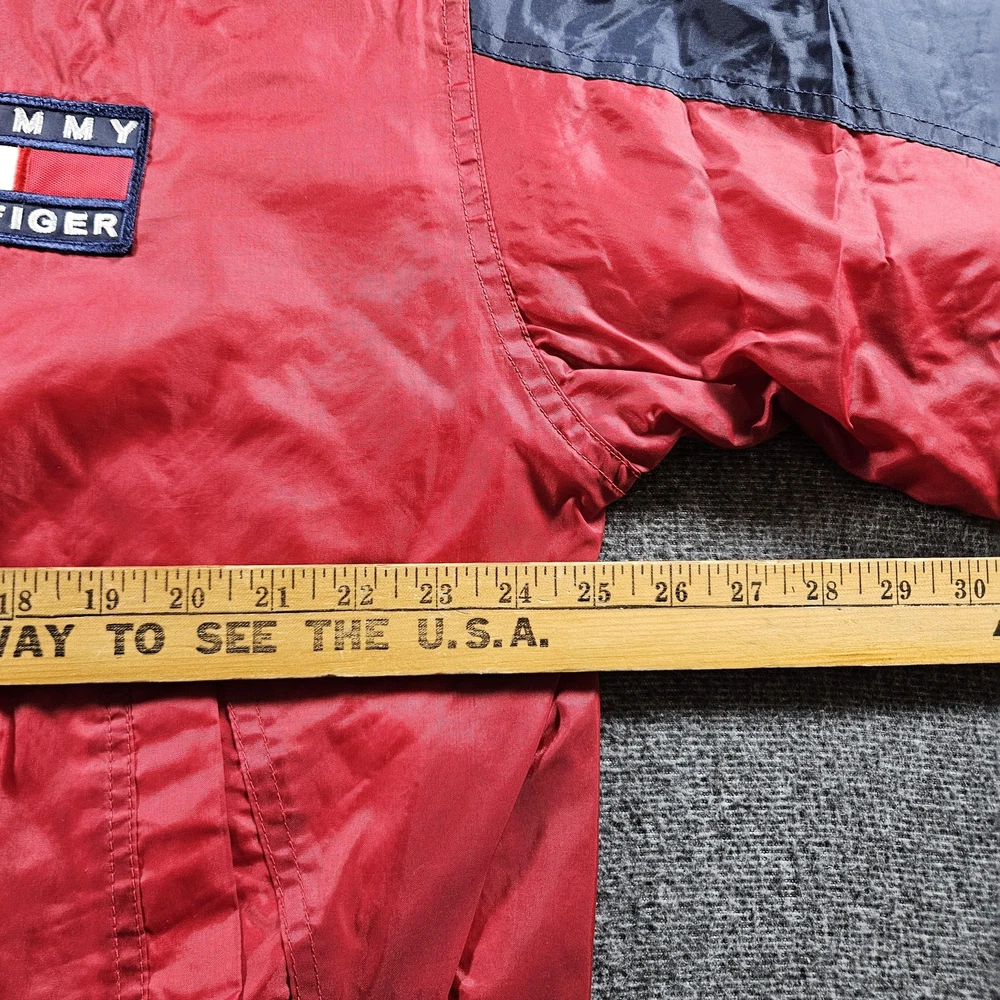 MMY
FIGER
18 19 20 21 22 23 24 25 26 27 28 29 30
WAY TO SEE THE U.S.A.